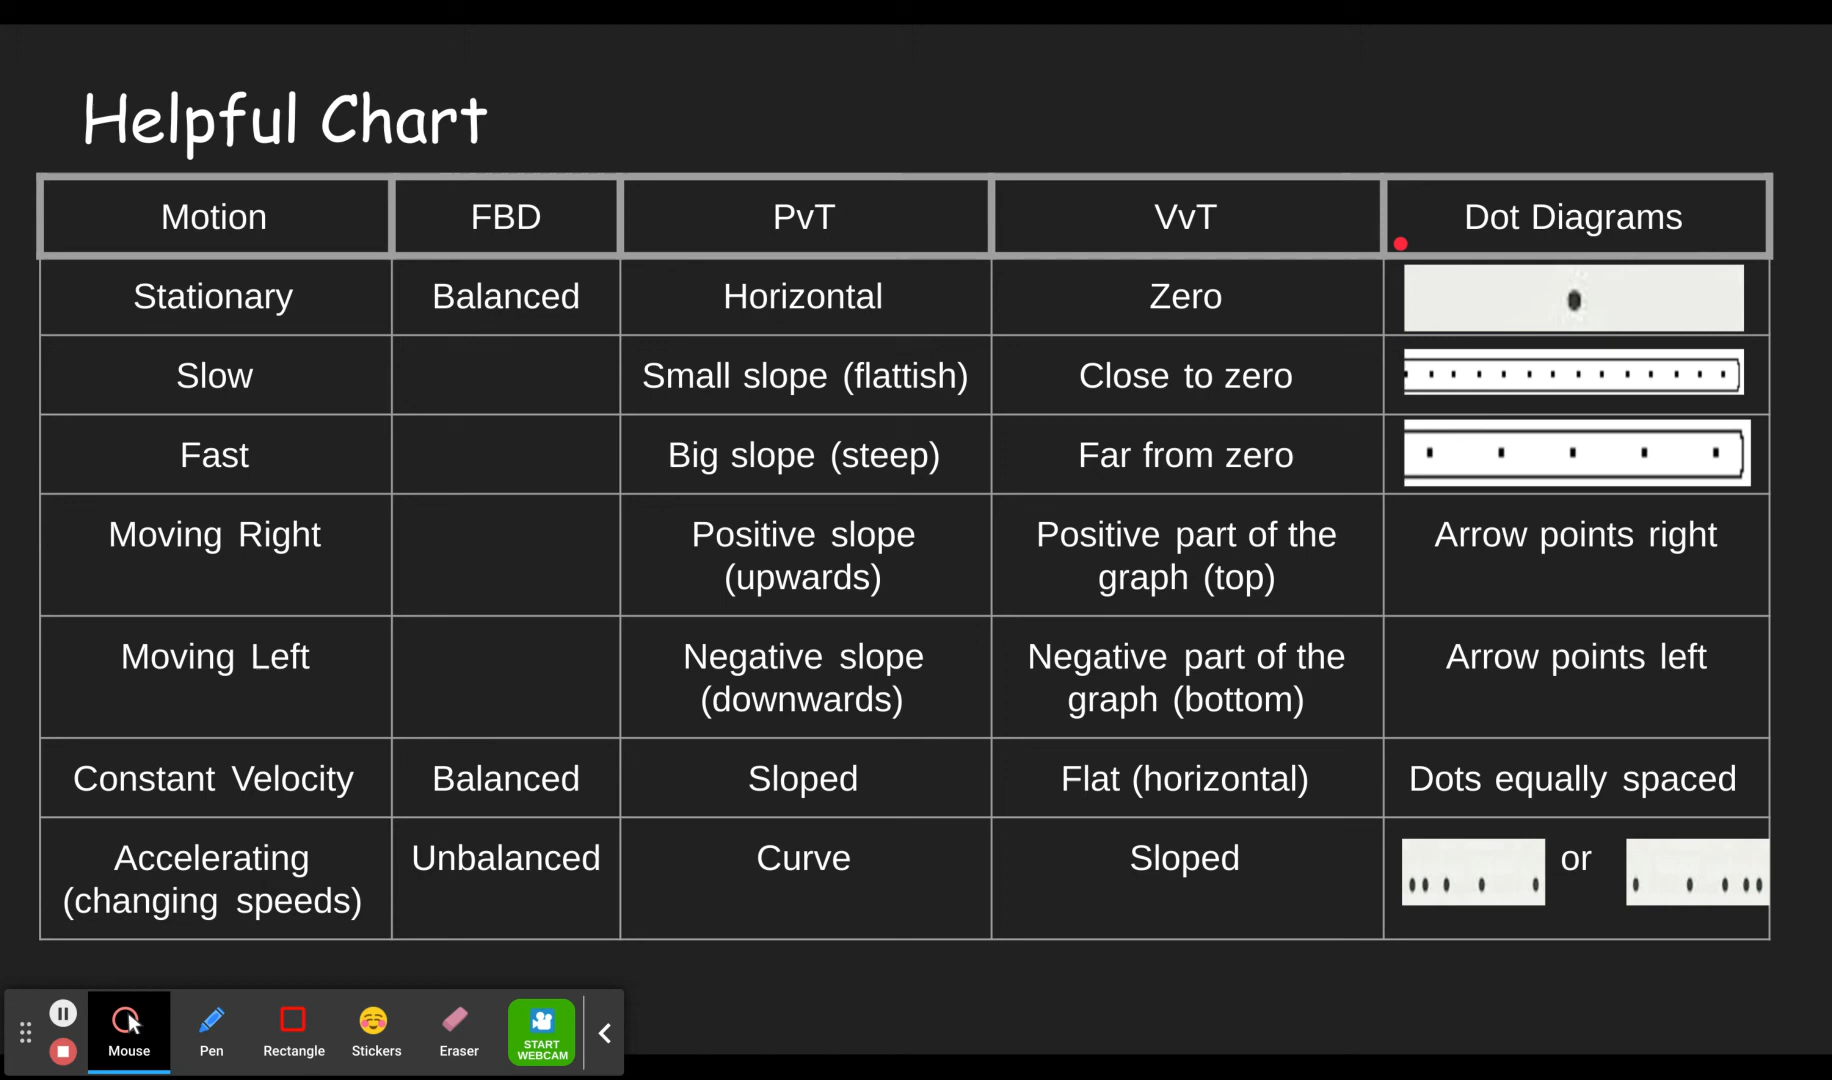 Helpful Chart
Motion FBD PvT VvT Dot Diagrams
Stationary Balanced Horizontal Zero
Slow Small slope (flattish) Close to zero
Fast Big slope (steep) Far from zero
Moving Right Positive slope Positive part of the Arrow points right
(upwards) graph (top)
Moving Left Negative slope Negative part of the Arrow points left
(downwards) graph (bottom)
Constant Velocity Balanced Sloped Flat (horizontal) Dots equally spaced
Accelerating Unbalanced Curve Sloped or
(changing speeds)
Mouse Pen Rectangle Stickers Eraser START
WEBCAM